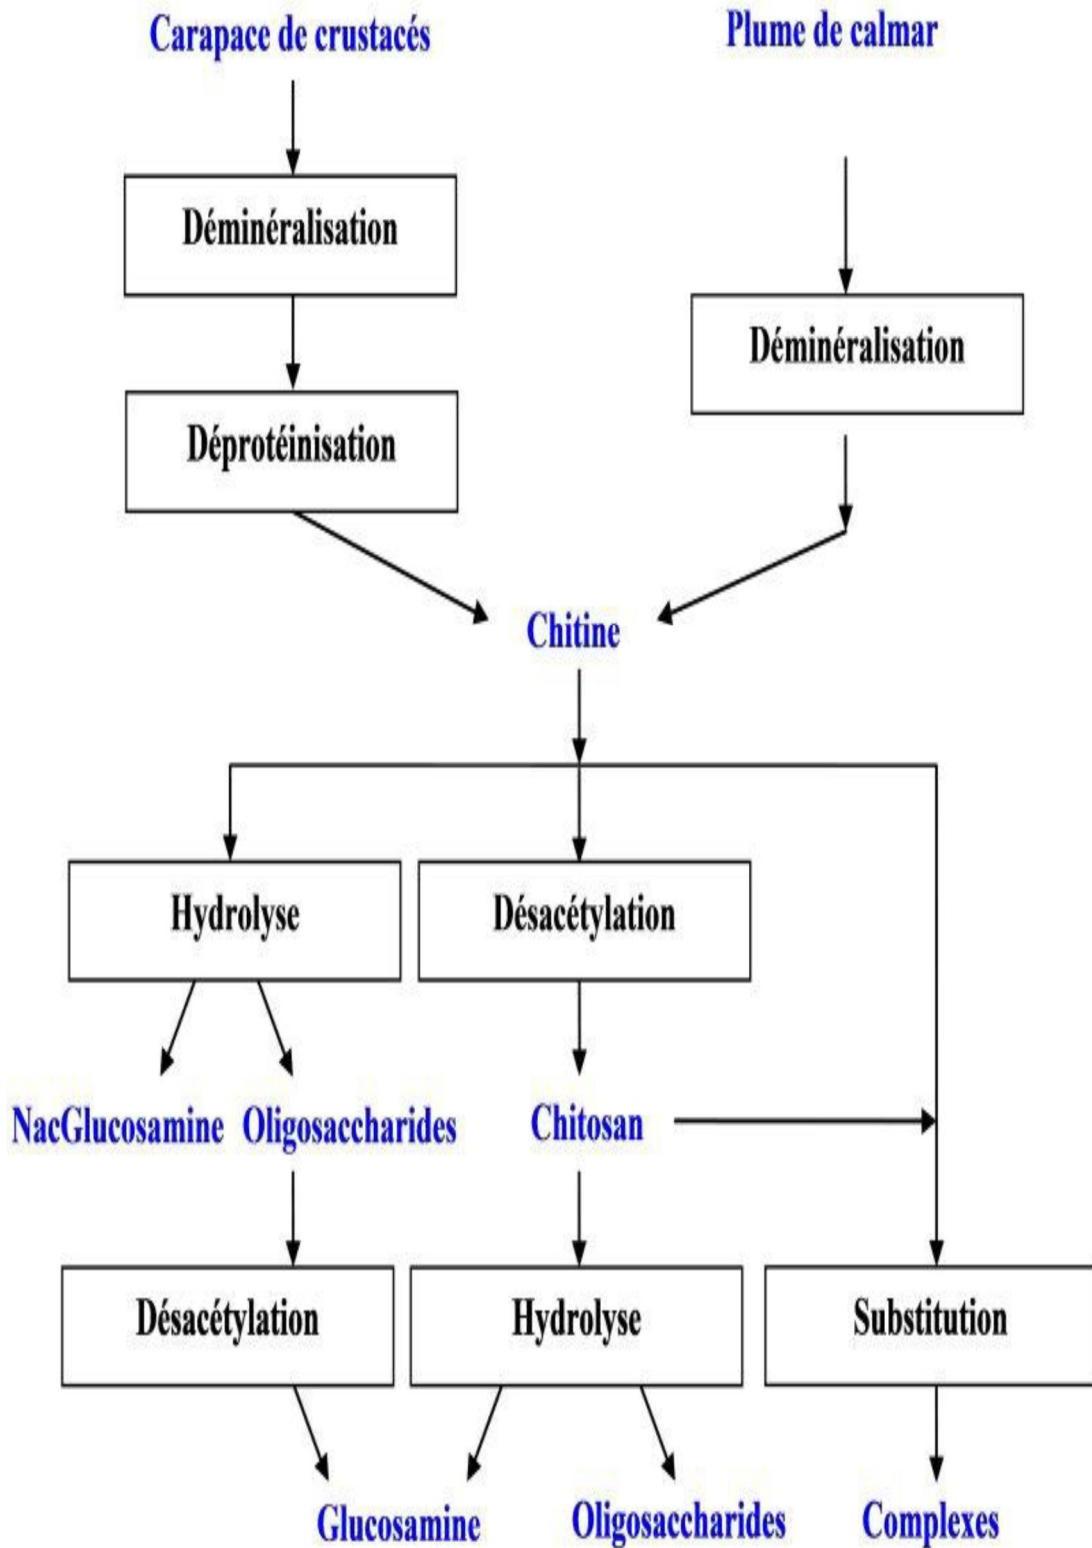 Carapace de crustacés
Plume de calmar
Déminéralisation
Déminéralisation
Déprotéinisation
Chitine
Hydrolyse
Désacétylation
NacGlucosamine
Oligosaccharides
Chitosan
Désacétylation
Hydrolyse
Substitution
Glucosamine
Oligosaccharides
Complexes